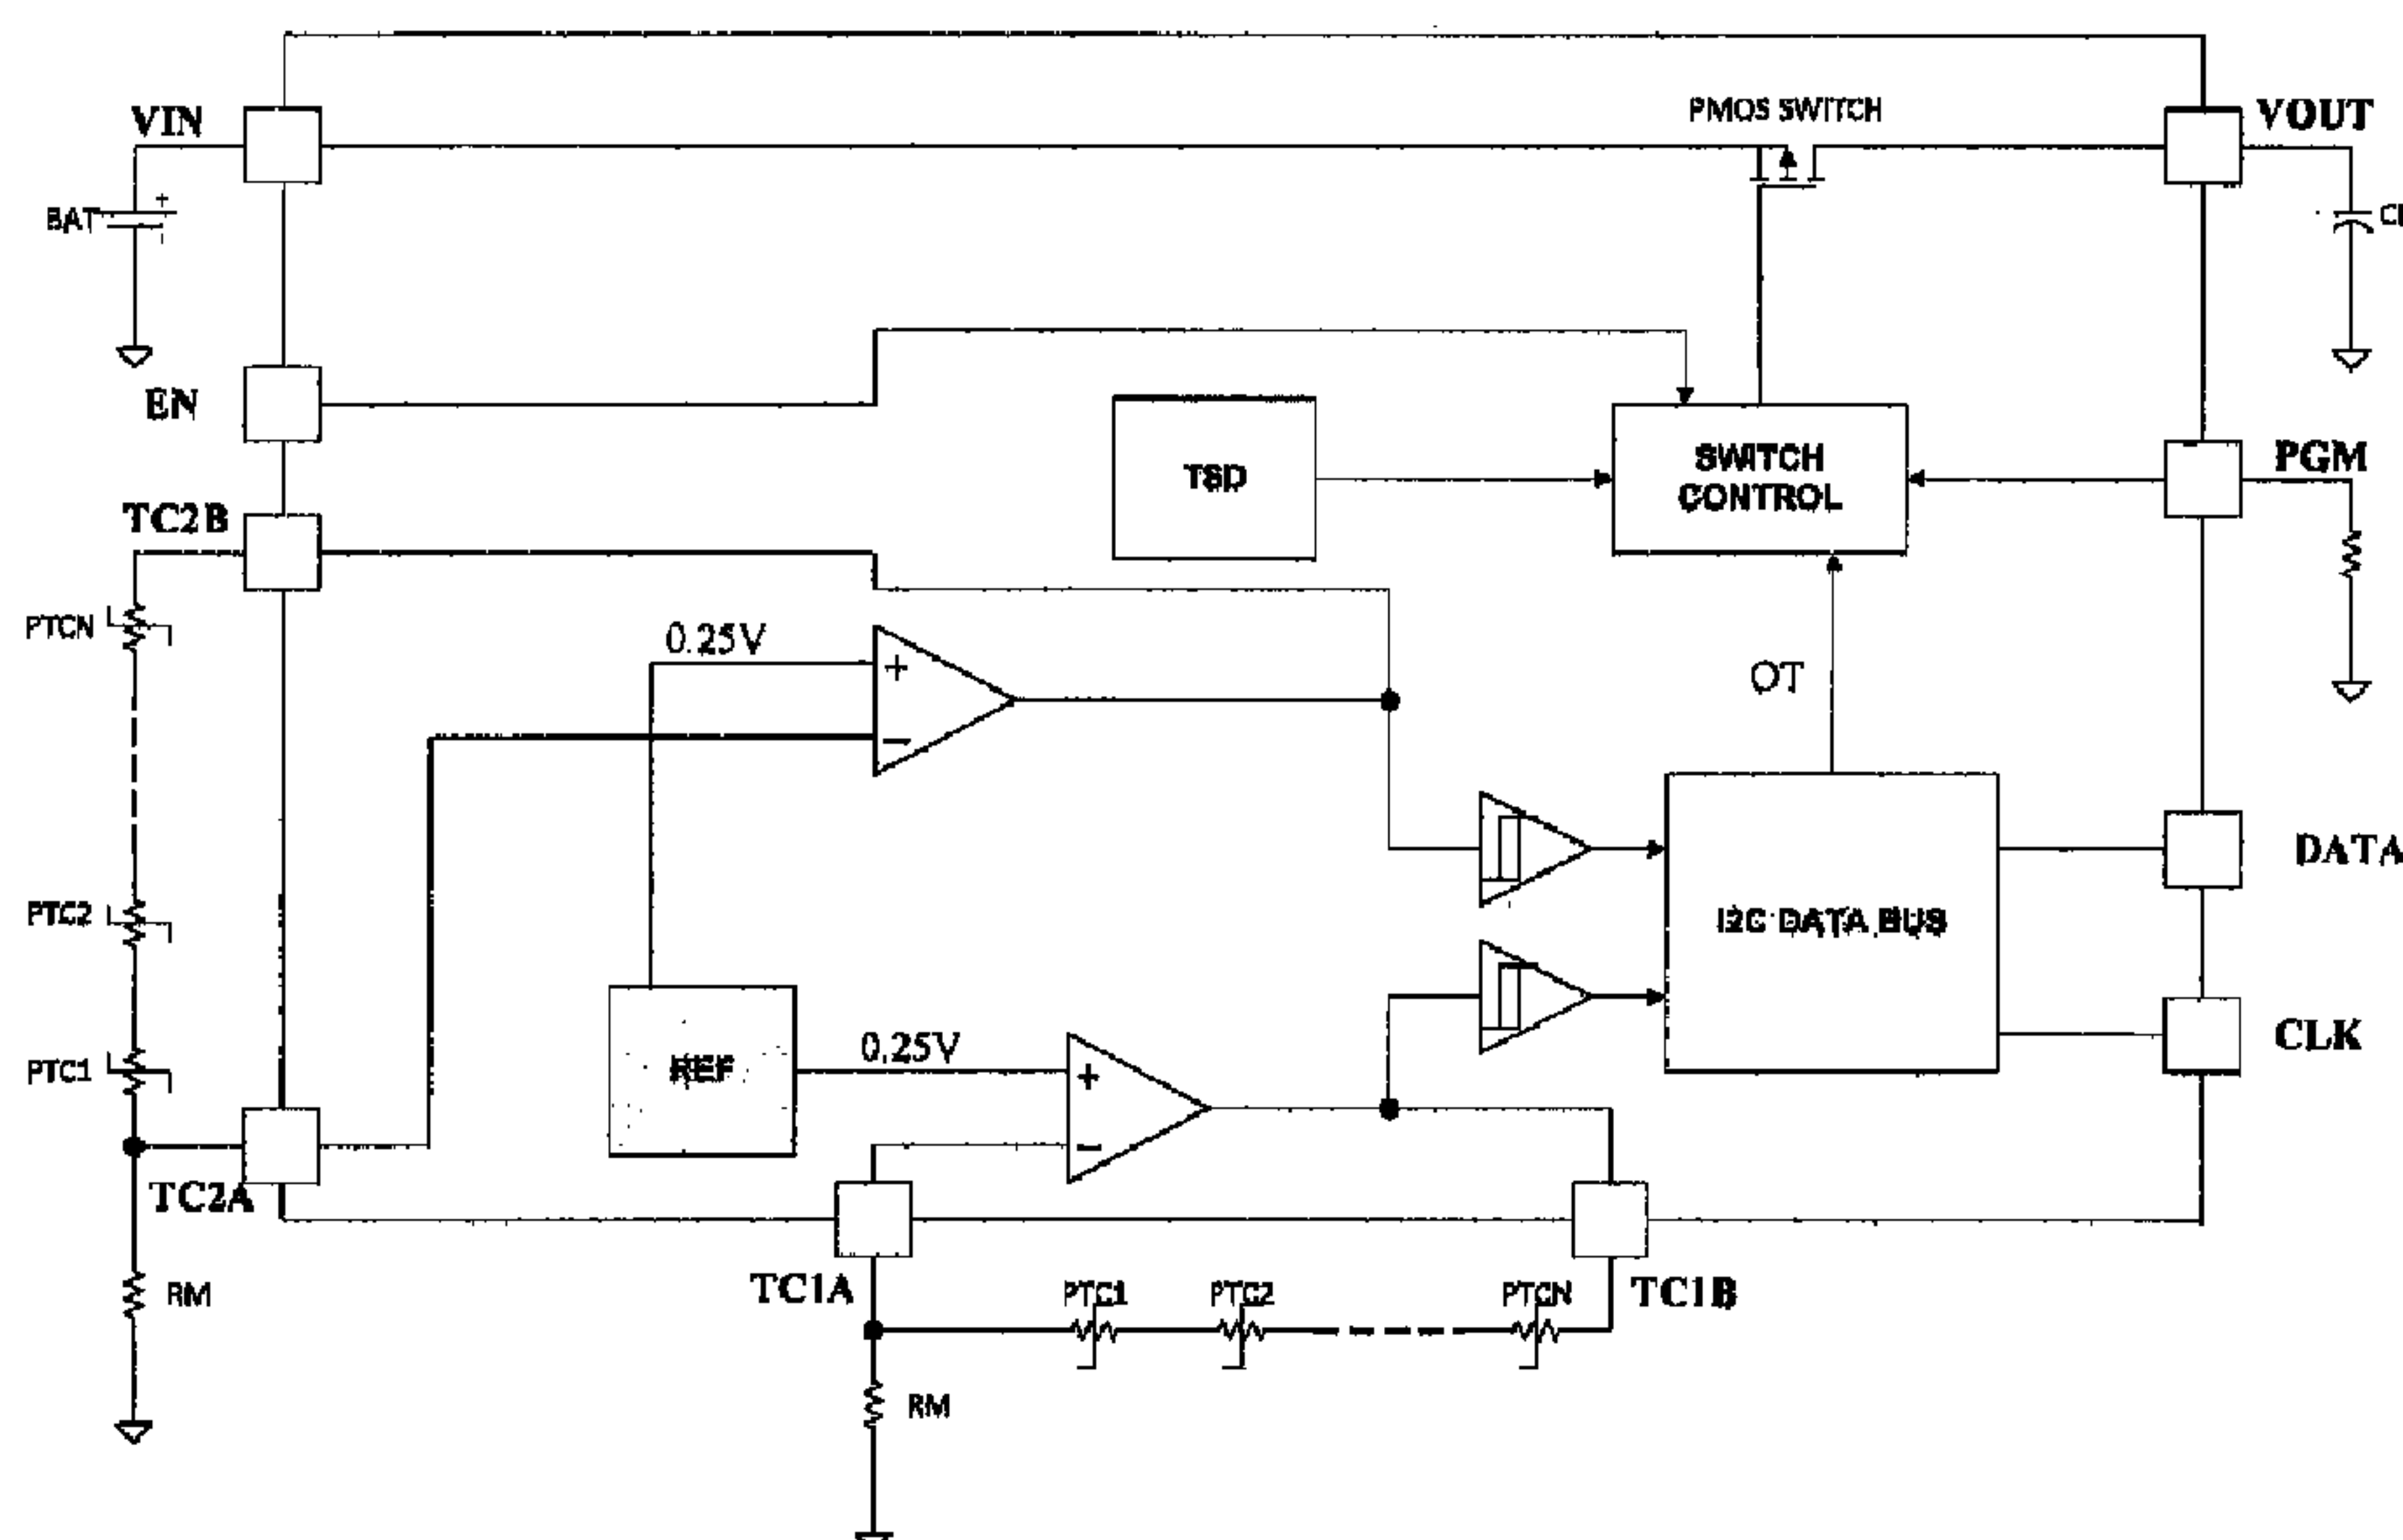 PMOS SWITCH
VIN
VOUT
BAT
+
-
EN
TSD
SWITCH
CONTROL
PGM
TC2B
PTCN
0.25V
+
-
OT
DATA
PTC2
I2C DATA BUS
PTC1
REF
0.25V
+
-
CLK
TC2A
RM
TC1A
PTC1
PTC2
PTCN
TC1B
RM